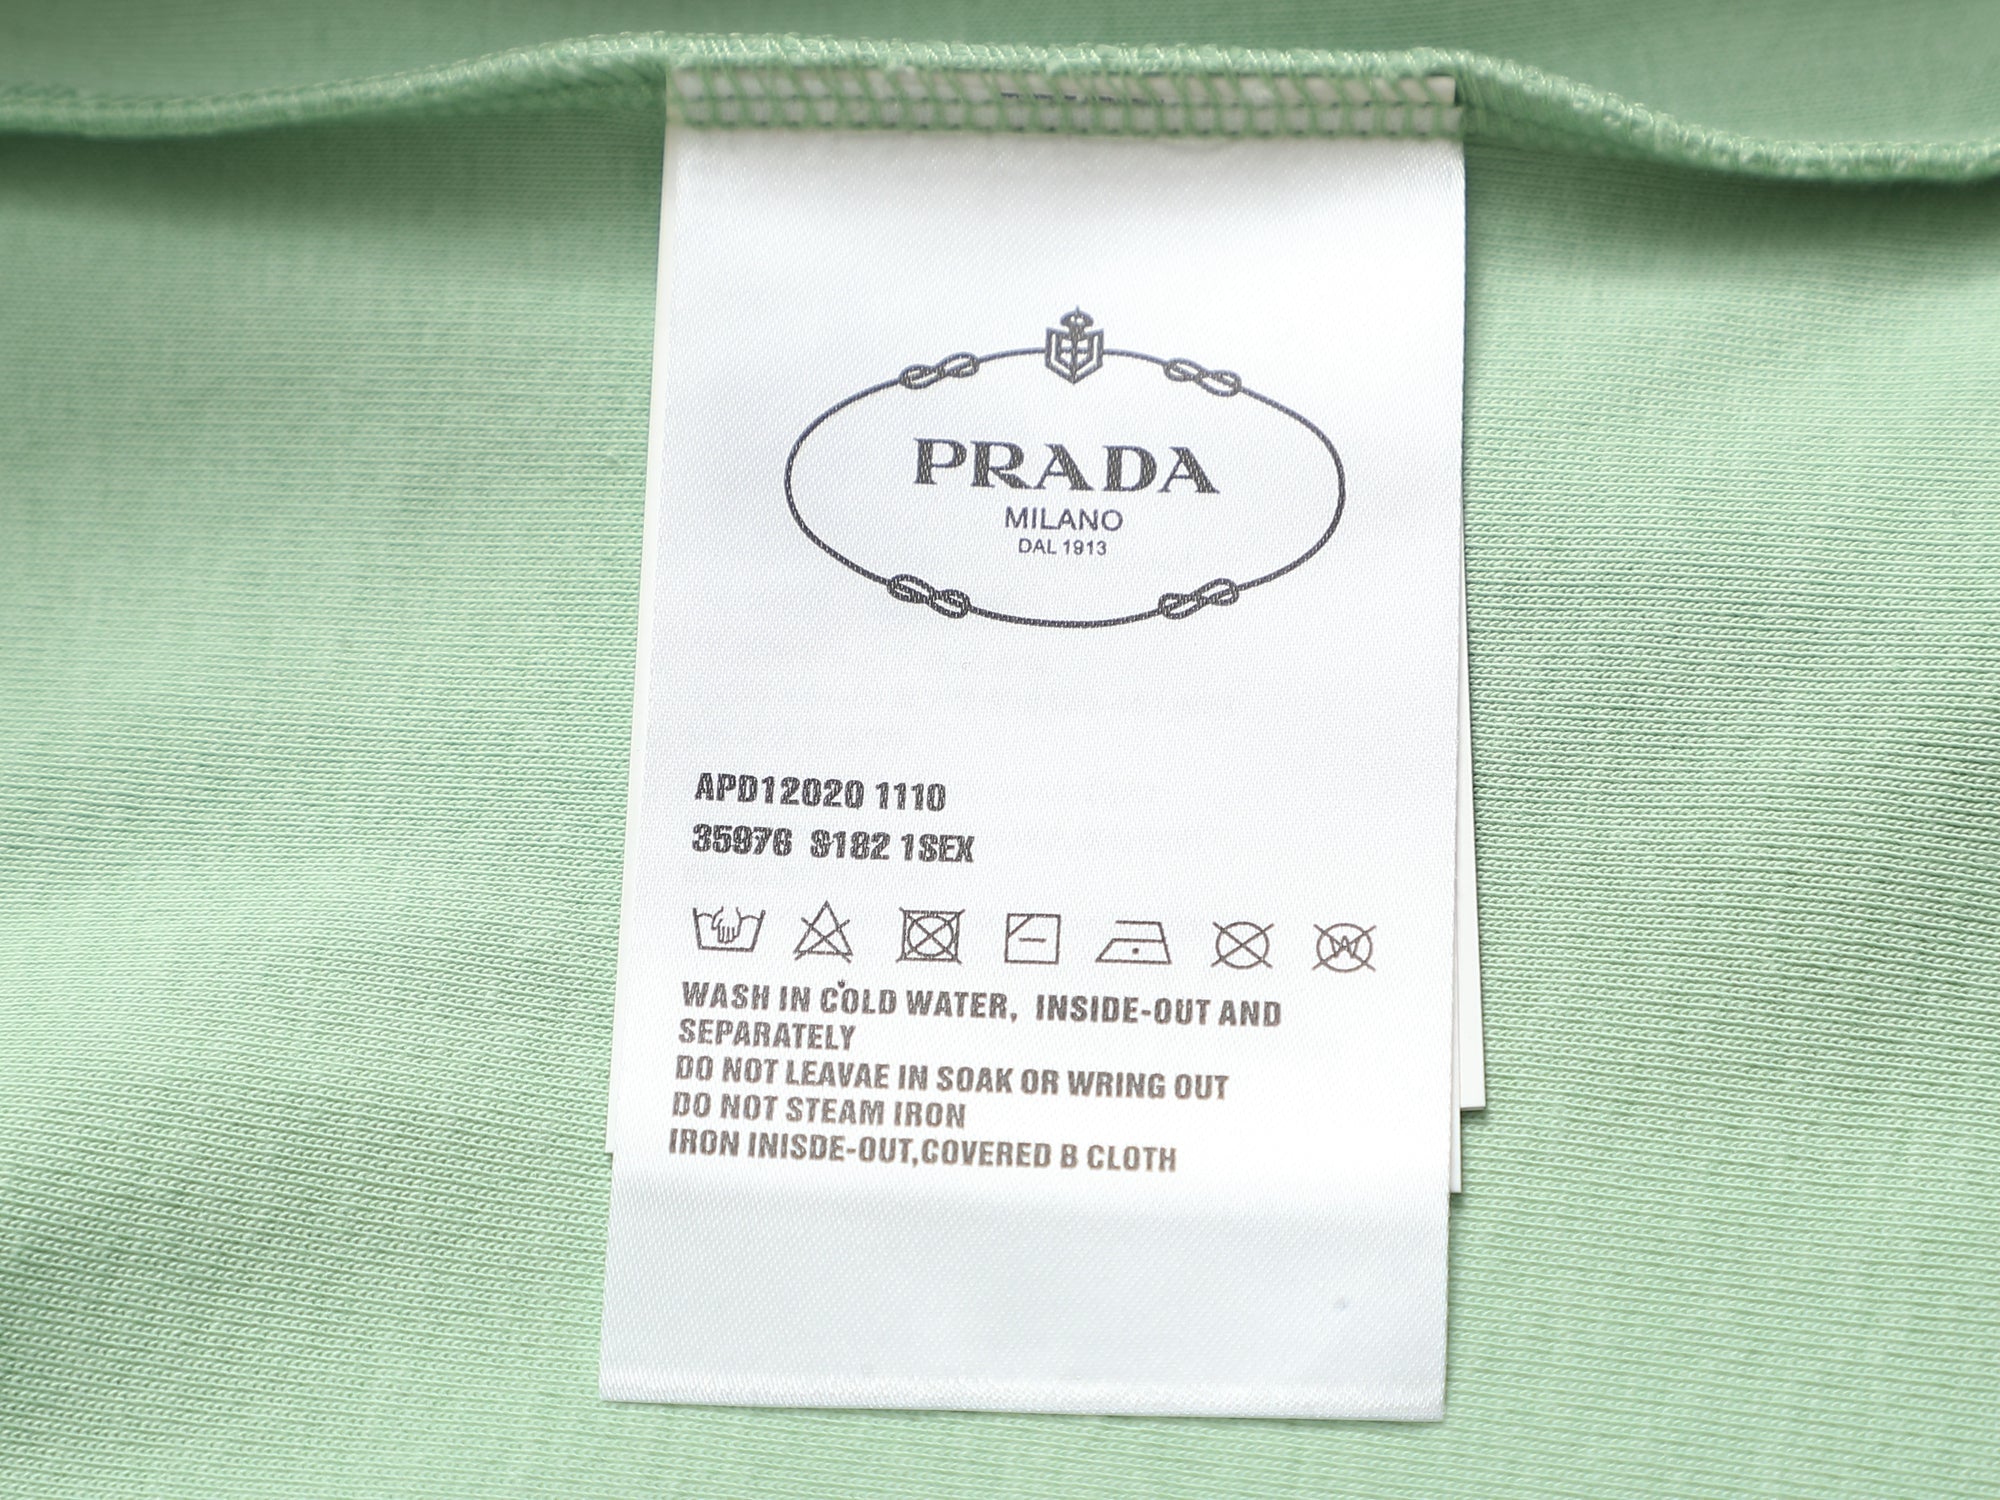 PRADA
MILANO
DAL 1913
APD12020 1110
35976 S182 1SEX
WASH IN COLD WATER, INSIDE-OUT AND
SEPARATELY
DO NOT LEAVAE IN SOAK OR WRING OUT
DO NOT STEAM IRON
IRON INISDE-OUT,COVERED B CLOTH